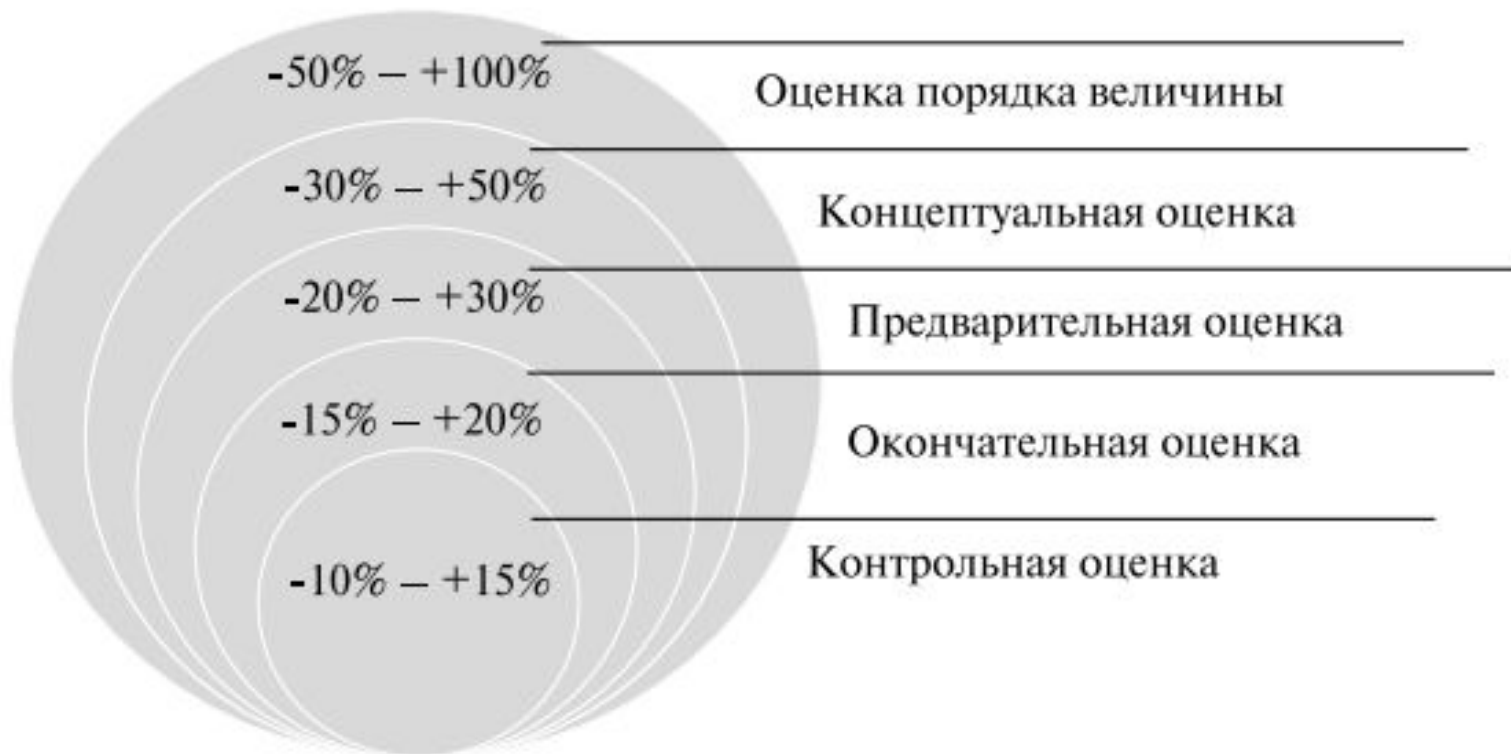 -50% – +100%
Оценка порядка величины
-30% – +50%
Концептуальная оценка
-20% – +30%
Предварительная оценка
-15% – +20%
Окончательная оценка
-10% – +15%
Контрольная оценка